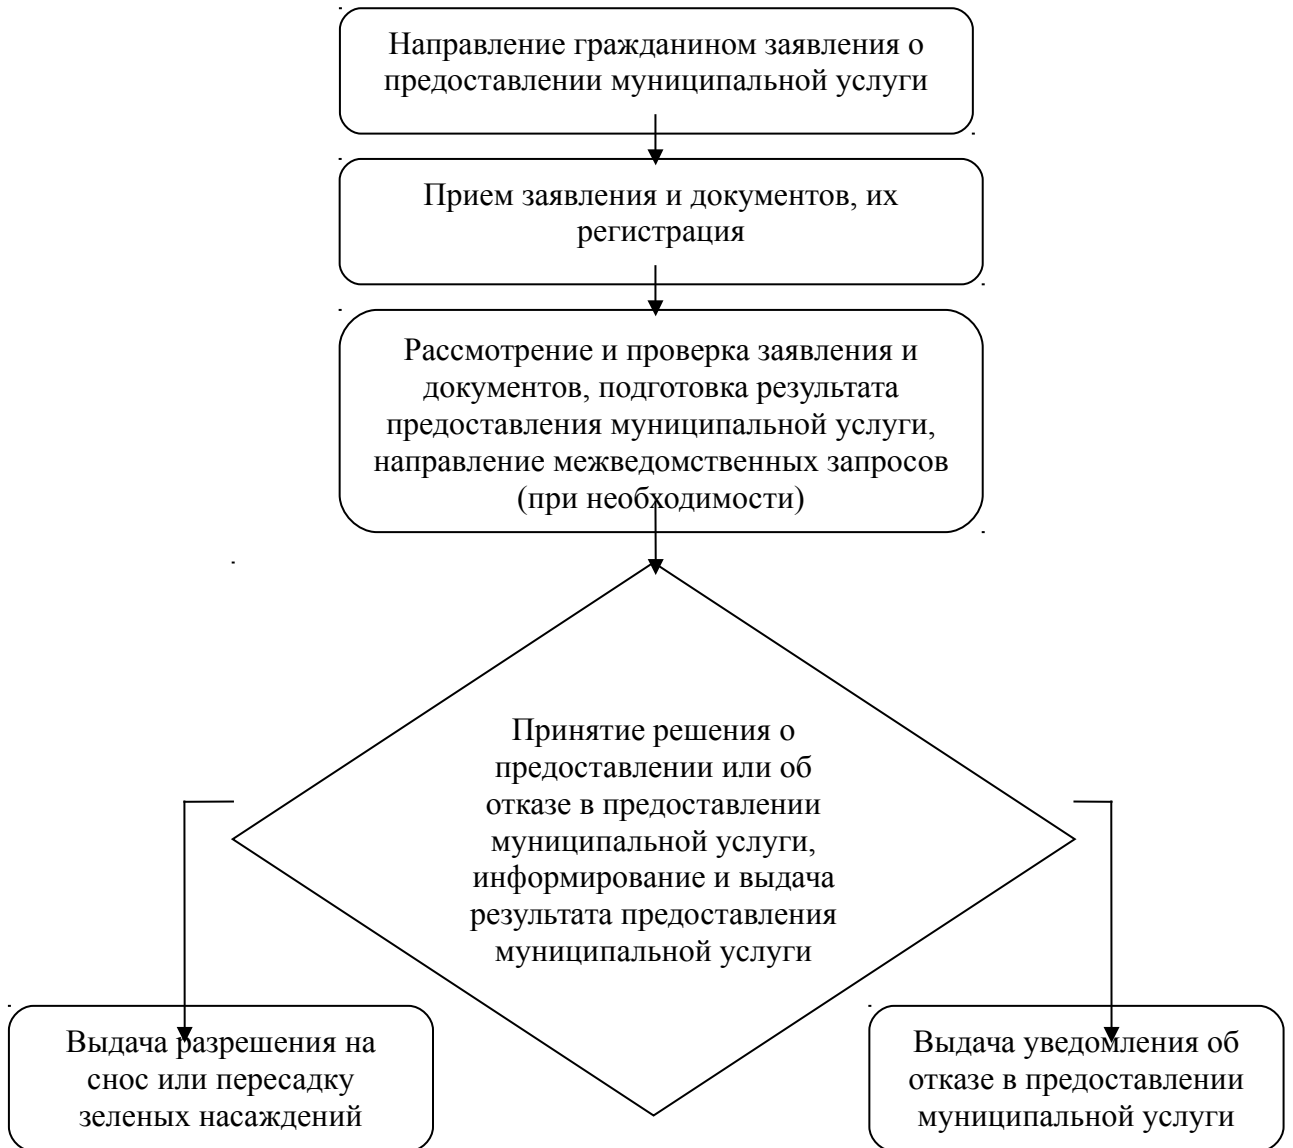 Направление гражданином заявления о
предоставлении муниципальной услуги
Прием заявления и документов, их
регистрация
Рассмотрение и проверка заявления и
документов, подготовка результата
предоставления муниципальной услуги,
направление межведомственных запросов
(при необходимости)
Принятие решения о
предоставлении или об
отказе в предоставлении
муниципальной услуги,
информирование и выдача
результата предоставления
муниципальной услуги
Выдача разрешения на
снос или пересадку
зеленых насаждений
Выдача уведомления об
отказе в предоставлении
муниципальной услуги